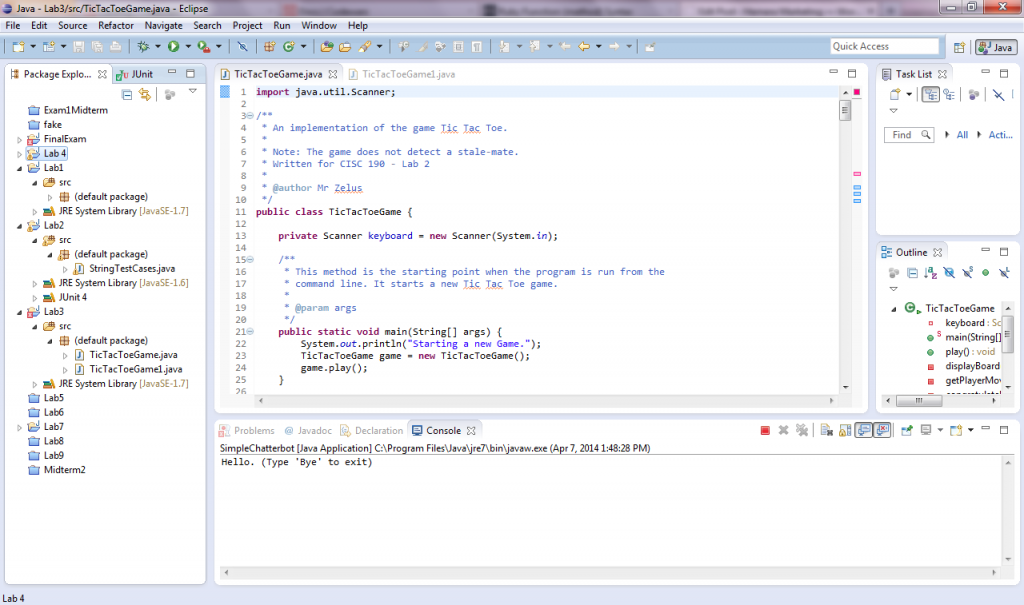 Java - Lab3/src/TicTacToeGame.java - Eclipse
File Edit Source Refactor Navigate Search Project Run Window Help
Quick Access
Java
Package Explo...
JUnit
Exam1Midterm
fake
FinalExam
Lab 4
Lab1
src
(default package)
JRE System Library [JavaSE-1.7]
Lab2
src
(default package)
StringTestCases.java
JRE System Library [JavaSE-1.6]
JUnit 4
Lab3
src
(default package)
TicTacToeGame.java
TicTacToeGame1.java
JRE System Library [JavaSE-1.7]
Lab5
Lab6
Lab7
Lab8
Lab9
Midterm2
TicTacToeGame.java TicTacToeGame1.java
1 import java.util.Scanner;
2
3 /**
4 * An implementation of the game Tic Tac Toe.
5 *
6 * Note: The game does not detect a stale-mate.
7 * Written for CISC 190 - Lab 2
8 *
9 * @author Mr Zelus
10 */
11 public class TicTacToeGame {
12
13 private Scanner keyboard = new Scanner(System.in);
14
15 /**
16 * This method is the starting point when the program is run from the
17 * command line. It starts a new Tic Tac Toe game.
18 *
19 * @param args
20 */
21 public static void main(String[] args) {
22 System.out.println("Starting a new Game.");
23 TicTacToeGame game = new TicTacToeGame();
24 game.play();
25 }
26
Task List
Find All Acti...
Outline
TicTacToeGame
keyboard : Sc
main(String[]
play() : void
displayBoard
getPlayerMov
Problems @ Javadoc Declaration Console
SimpleChatterbot [Java Application] C:\Program Files\Java\jre7\bin\javaw.exe (Apr 7, 2014 1:48:28 PM)
Hello. (Type 'Bye' to exit)
Lab 4